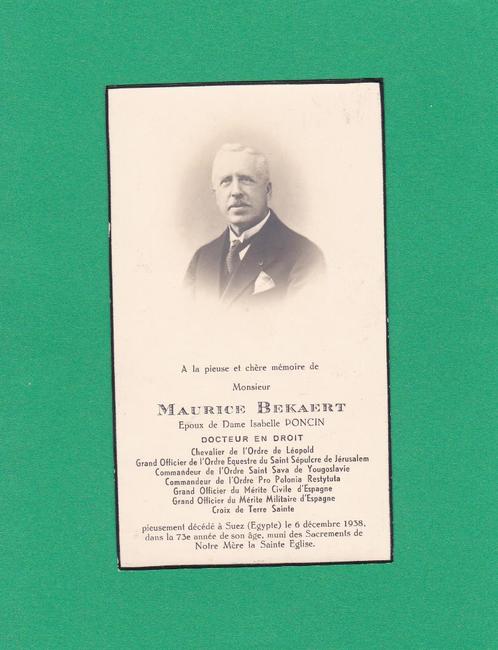 A la pieuse et chère mémoire de
Monsieur
MAURICE BEKAERT
Epoux de Dame Isabelle PONCIN
DOCTEUR EN DROIT
Chevalier de l'Ordre de Léopold
Grand Officier de l'Ordre Equestre du Saint Sépulcre de Jérusalem
Commandeur de l'Ordre Saint Sava de Yougoslavie
Commandeur de l'Ordre Pro Polonia Restytuta
Grand Officier du Mérite Civile d'Espagne
Grand Officier du Mérite Militaire d'Espagne
Croix de Terre Sainte
pieusement décédé à Suez (Egypte) le 6 décembre 1938,
dans la 73e année de son âge, muni des Sacrements de
Notre Mère la Sainte Eglise.